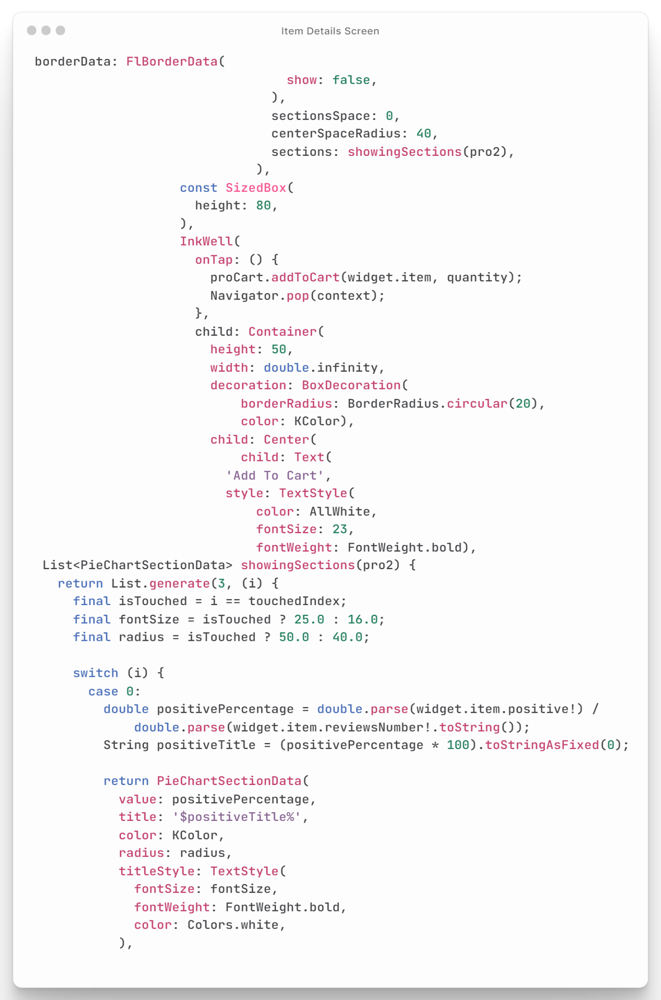 Item Details Screen
borderData: FlBorderData(
show: false,
),
sectionsSpace: 0,
centerSpaceRadius: 40,
sections: showingSections(pro2),
),
const SizedBox(
height: 80,
),
InkWell(
onTap: () {
proCart.addToCart(widget.item, quantity);
Navigator.pop(context);
},
child: Container(
height: 50,
width: double.infinity,
decoration: BoxDecoration(
borderRadius: BorderRadius.circular(20),
color: KColor),
child: Center(
child: Text(
'Add To Cart',
style: TextStyle(
color: AllWhite,
fontSize: 23,
fontWeight: FontWeight.bold),
List<PieChartSectionData> showingSections(pro2) {
return List.generate(3, (i) {
final isTouched = i == touchedIndex;
final fontSize = isTouched ? 25.0 : 16.0;
final radius = isTouched ? 50.0 : 40.0;
switch (i) {
case 0:
double positivePercentage = double.parse(widget.item.positive!) /
double.parse(widget.item.reviewsNumber!.toString());
String positiveTitle = (positivePercentage * 100).toStringAsFixed(0);
return PieChartSectionData(
value: positivePercentage,
title: '$positiveTitle%',
color: KColor,
radius: radius,
titleStyle: TextStyle(
fontSize: fontSize,
fontWeight: FontWeight.bold,
color: Colors.white,
),